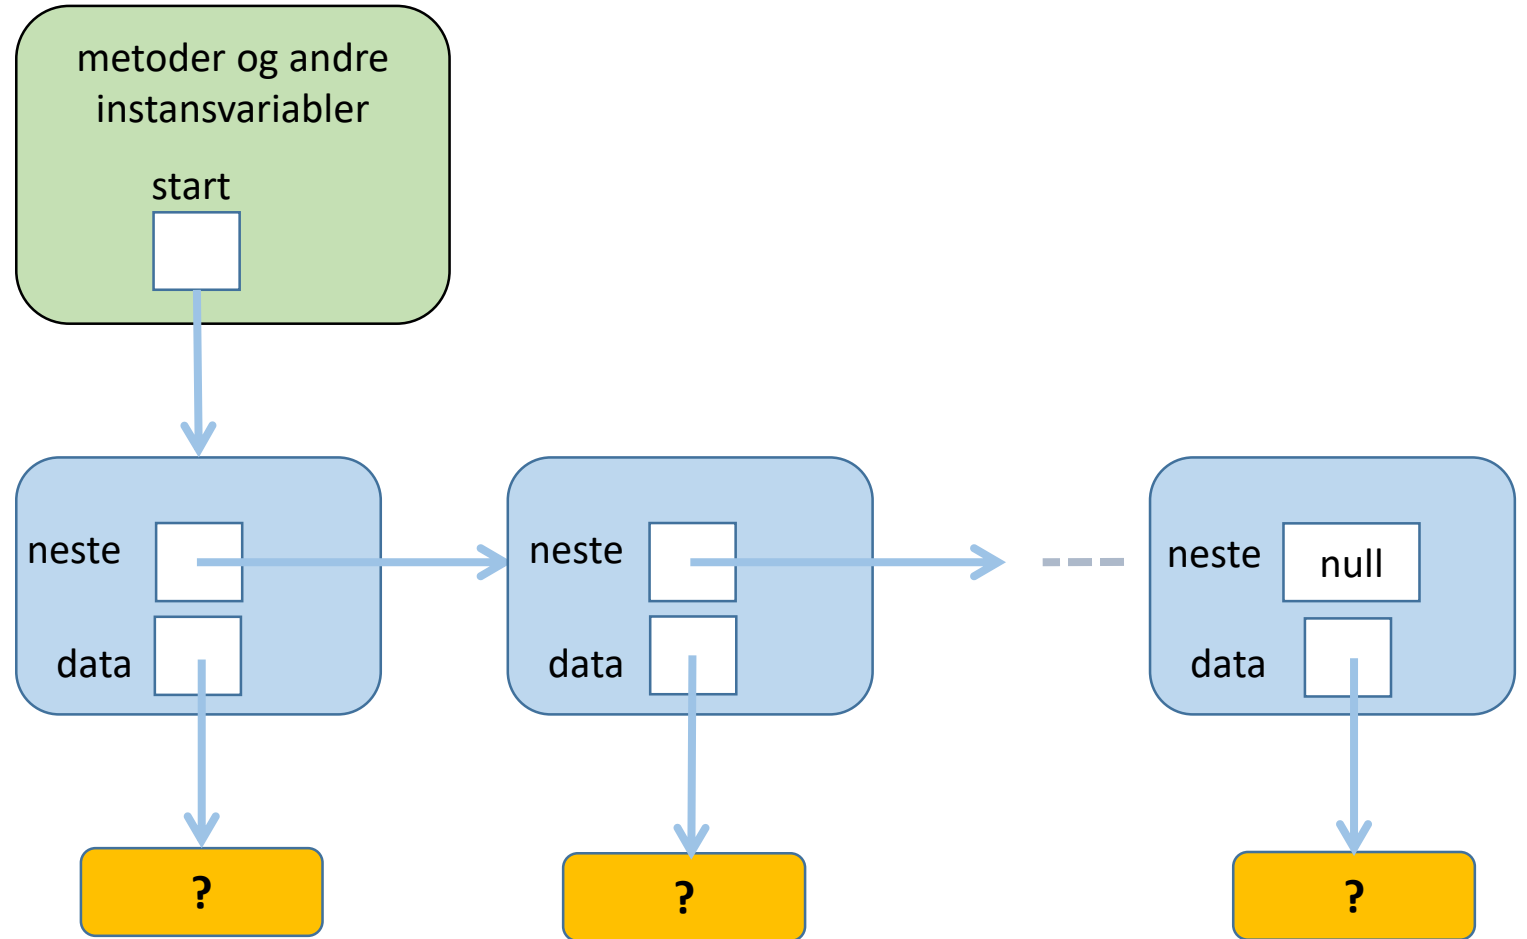 metoder og andre
instansvariabler
start
neste
neste
neste
null
data
data
data
?
?
?